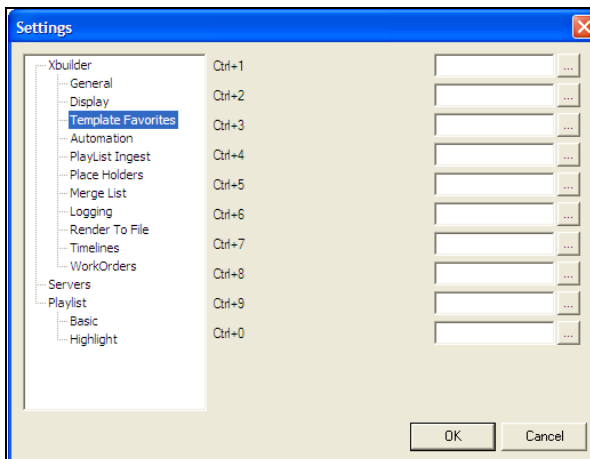 Settings
Xbuilder
General
Display
Template Favorites
Automation
PlayList Ingest
Place Holders
Merge List
Logging
Render To File
Timelines
WorkOrders
Servers
Playlist
Basic
Highlight
Ctrl+1 ...
Ctrl+2 ...
Ctrl+3 ...
Ctrl+4 ...
Ctrl+5 ...
Ctrl+6 ...
Ctrl+7 ...
Ctrl+8 ...
Ctrl+9 ...
Ctrl+0 ...
OK Cancel